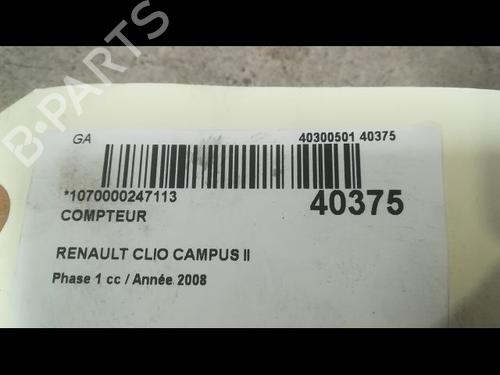 B-PARTS
GA 40300501 40375
*1070000247113 40375
COMPTEUR
RENAULT CLIO CAMPUS II
Phase 1 cc / Année 2008